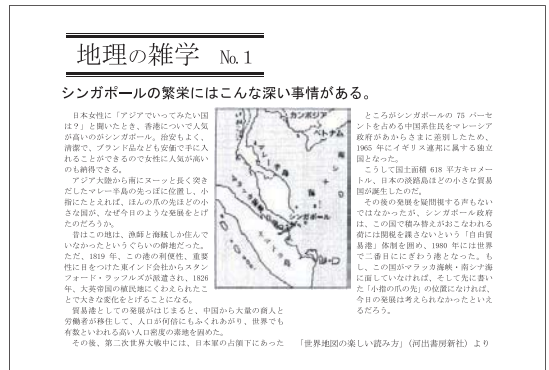 地理の雑学 No.1
シンガポールの繁栄にはこんな深い事情がある。
日本女性に「アジアでいってみたい国
は？」と聞いたとき、香港についで人気
が高いのがシンガポール。治安もよく、
清潔で、ブランド品なども安価で手に入
れることができるので女性に人気が高い
のも納得できる。
アジア大陸から南にヌーッと長く突き
だしたマレー半島の先っぽに位置し、小
指にたとえれば、ほんの爪の先ほどの小
さな国が、なぜ今日のような発展をとげ
たのだろうか。
昔はこの地は、漁師と海賊しか住んで
いなかったというぐらいの僻地だった。
ただ、1819 年、この港の利便性、重要
性に目をつけた東インド会社からスタン
フォード・ラッフルズが派遣され、1826
年、大英帝国の植民地にくわえられたこ
とで大きな変化をとげることになる。
貿易港としての発展がはじまると、中国から大量の商人と
労働者が移住して、人口が何倍にもふくれあがり、世界でも
有数といわれる高い人口密度の素地を固めた。
その後、第二次世界大戦中には、日本軍の占領下にあった
カンボジア
ベトナム
マレー半島
シンガポール
スマトラ島
ところがシンガポールの 75 パーセ
ントを占める中国系住民をマレーシア
政府があからさまに差別したため、
1965 年にイギリス連邦に属する独立
国となった。
こうして国土面積 618 平方キロメー
トル、日本の淡路島ほどの小さな貿易
国が誕生したのだ。
その後の発展を疑問視する声もない
ではなかったが、シンガポール政府
は、この国で積み替えがおこなわれる
荷には関税を課さないという「自由貿
易港」体制を囲め、1980 年には世界
で二番目ににぎわう港となった。も
し、この国がマラッカ海峡・南シナ海
に面していなければ、そして先に書い
た「小指の爪の先」の位置になければ、
今日の発展は考えられなかったといえ
るだろう。
「世界地図の楽しい読み方」（河出書房新社）より